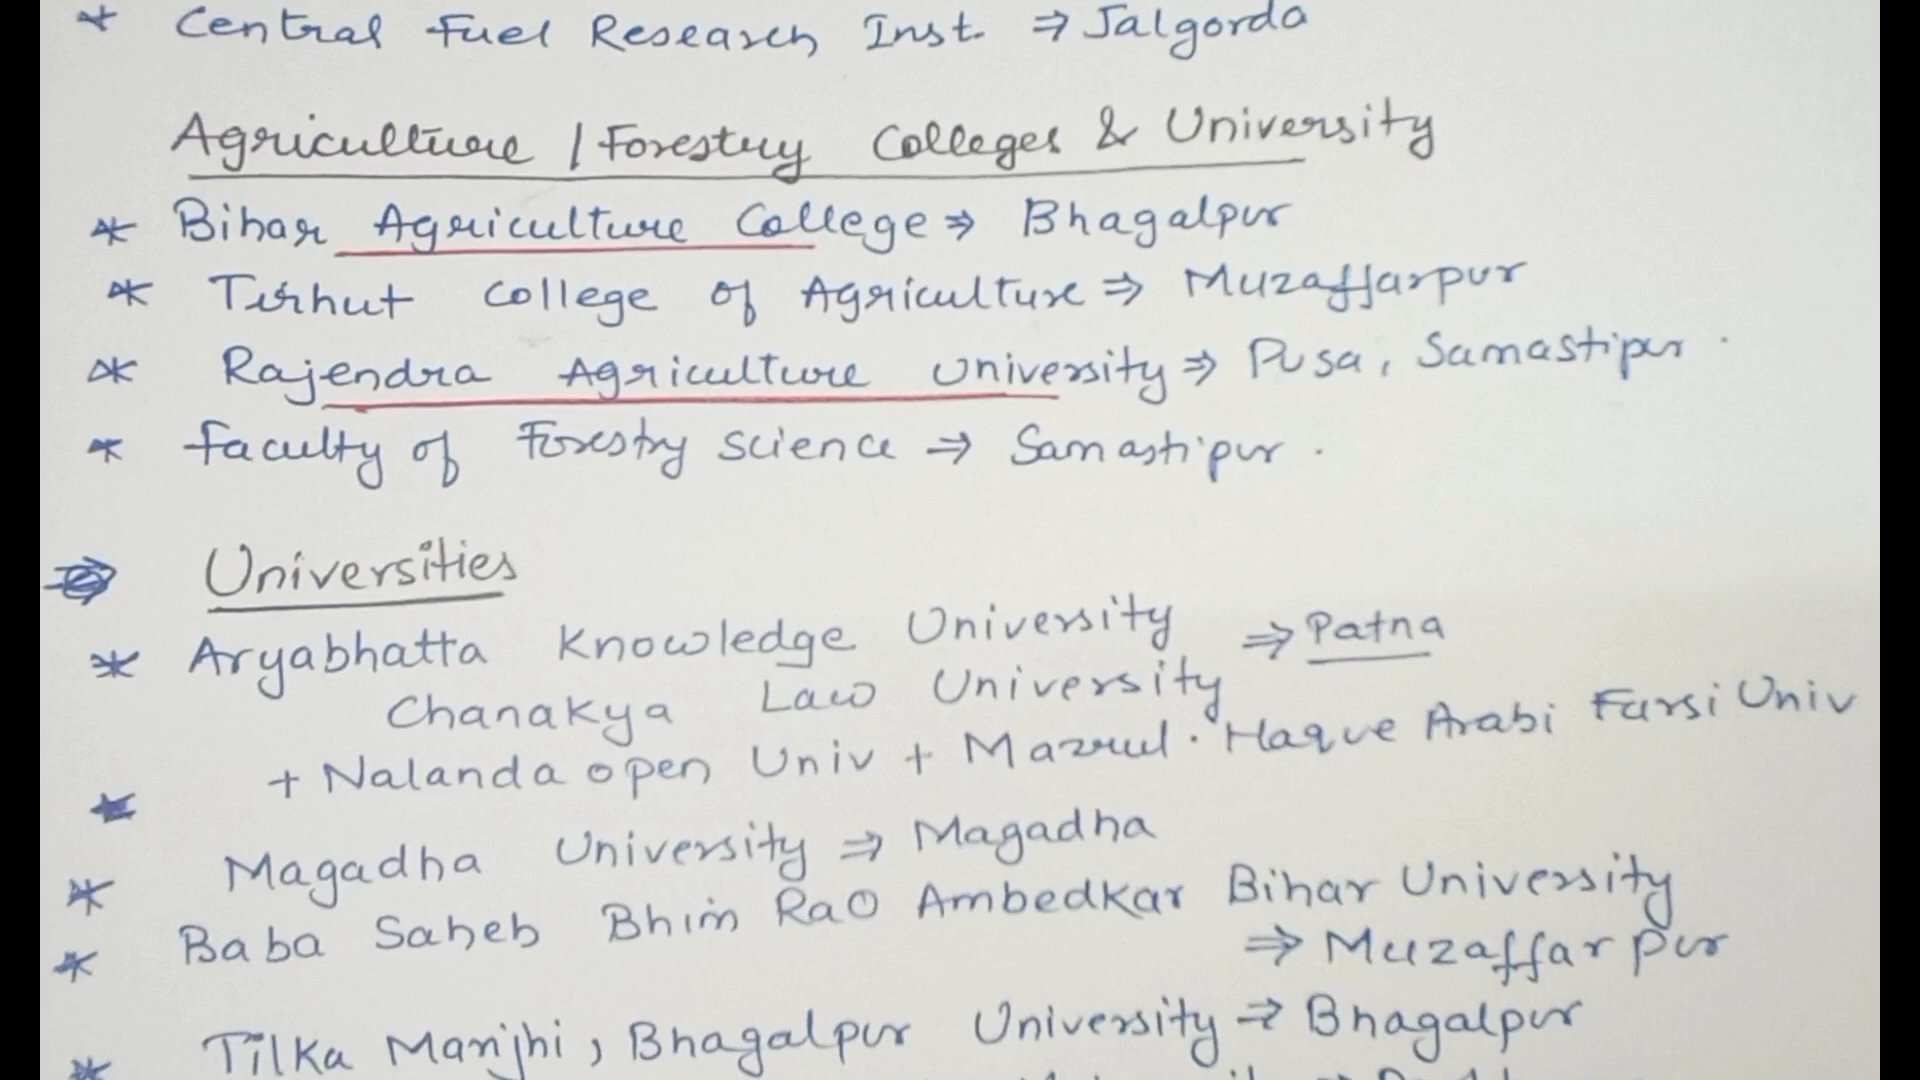 * Central Fuel Research Inst. ⇒ Jalgorda
Agriculture / Forestry Colleges & University
* Bihar Agriculture College ⇒ Bhagalpur
* Tirhut College of Agriculture ⇒ Muzaffarpur
* Rajendra Agriculture University ⇒ Pusa, Samastipur.
* Faculty of Forestry Science ⇒ Samastipur.
Universities
* Aryabhatta Knowledge University ⇒ Patna
Chanakya Law University
+ Nalanda open Univ + Mazrul. Haque Arabi Farsi Univ
* Magadha University ⇒ Magadha
* Baba Saheb Bhim Rao Ambedkar Bihar University
⇒ Muzaffarpur
* Tilka Manjhi, Bhagalpur University ⇒ Bhagalpur